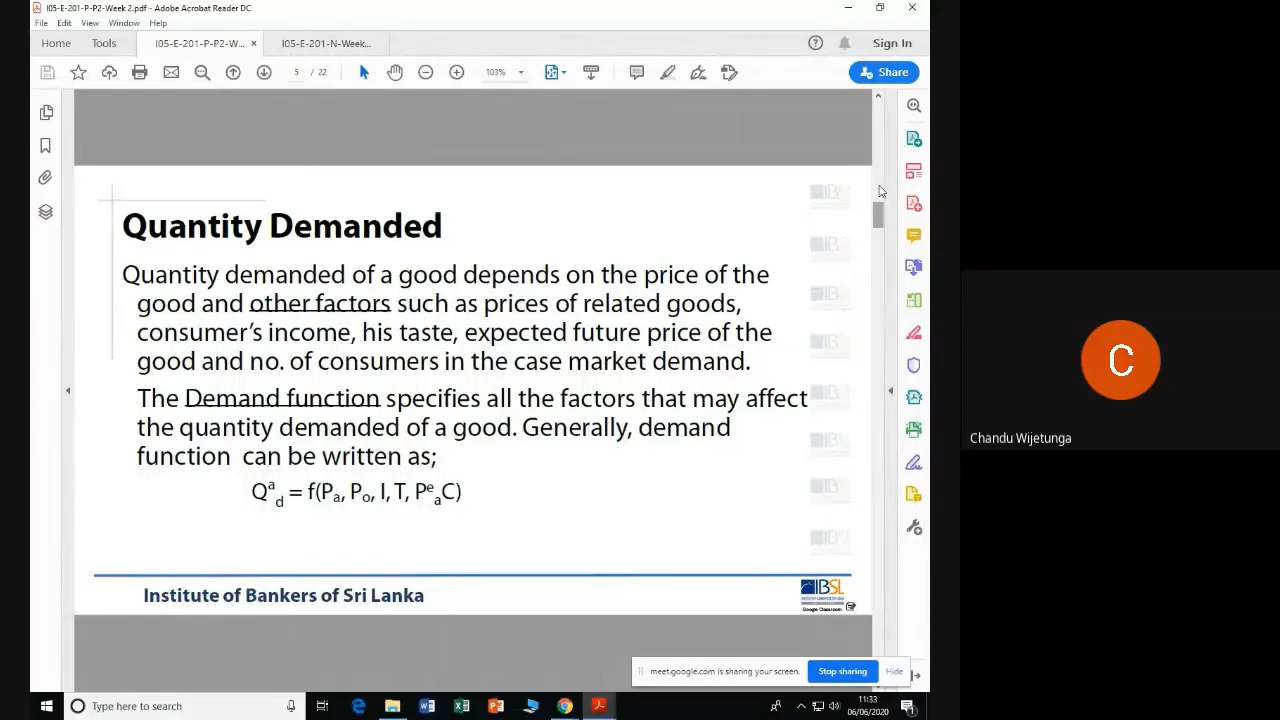 I05-E-201-P-P2-Week 2.pdf - Adobe Acrobat Reader DC
File Edit View Window Help
Home Tools I05-E-201-P-P2-W... × I05-E-201-N-Week... Sign In
5 / 22 103% Share
Quantity Demanded
Quantity demanded of a good depends on the price of the
good and other factors such as prices of related goods,
consumer's income, his taste, expected future price of the
good and no. of consumers in the case market demand.
The Demand function specifies all the factors that may affect
the quantity demanded of a good. Generally, demand
function can be written as;
Qᵃd = f(Pa, Po, I, T, PᵉaC)
Institute of Bankers of Sri Lanka
IBSL
Google Classroom
meet.google.com is sharing your screen. Stop sharing Hide
Type here to search
11:33
06/06/2020
1
C
Chandu Wijetunga